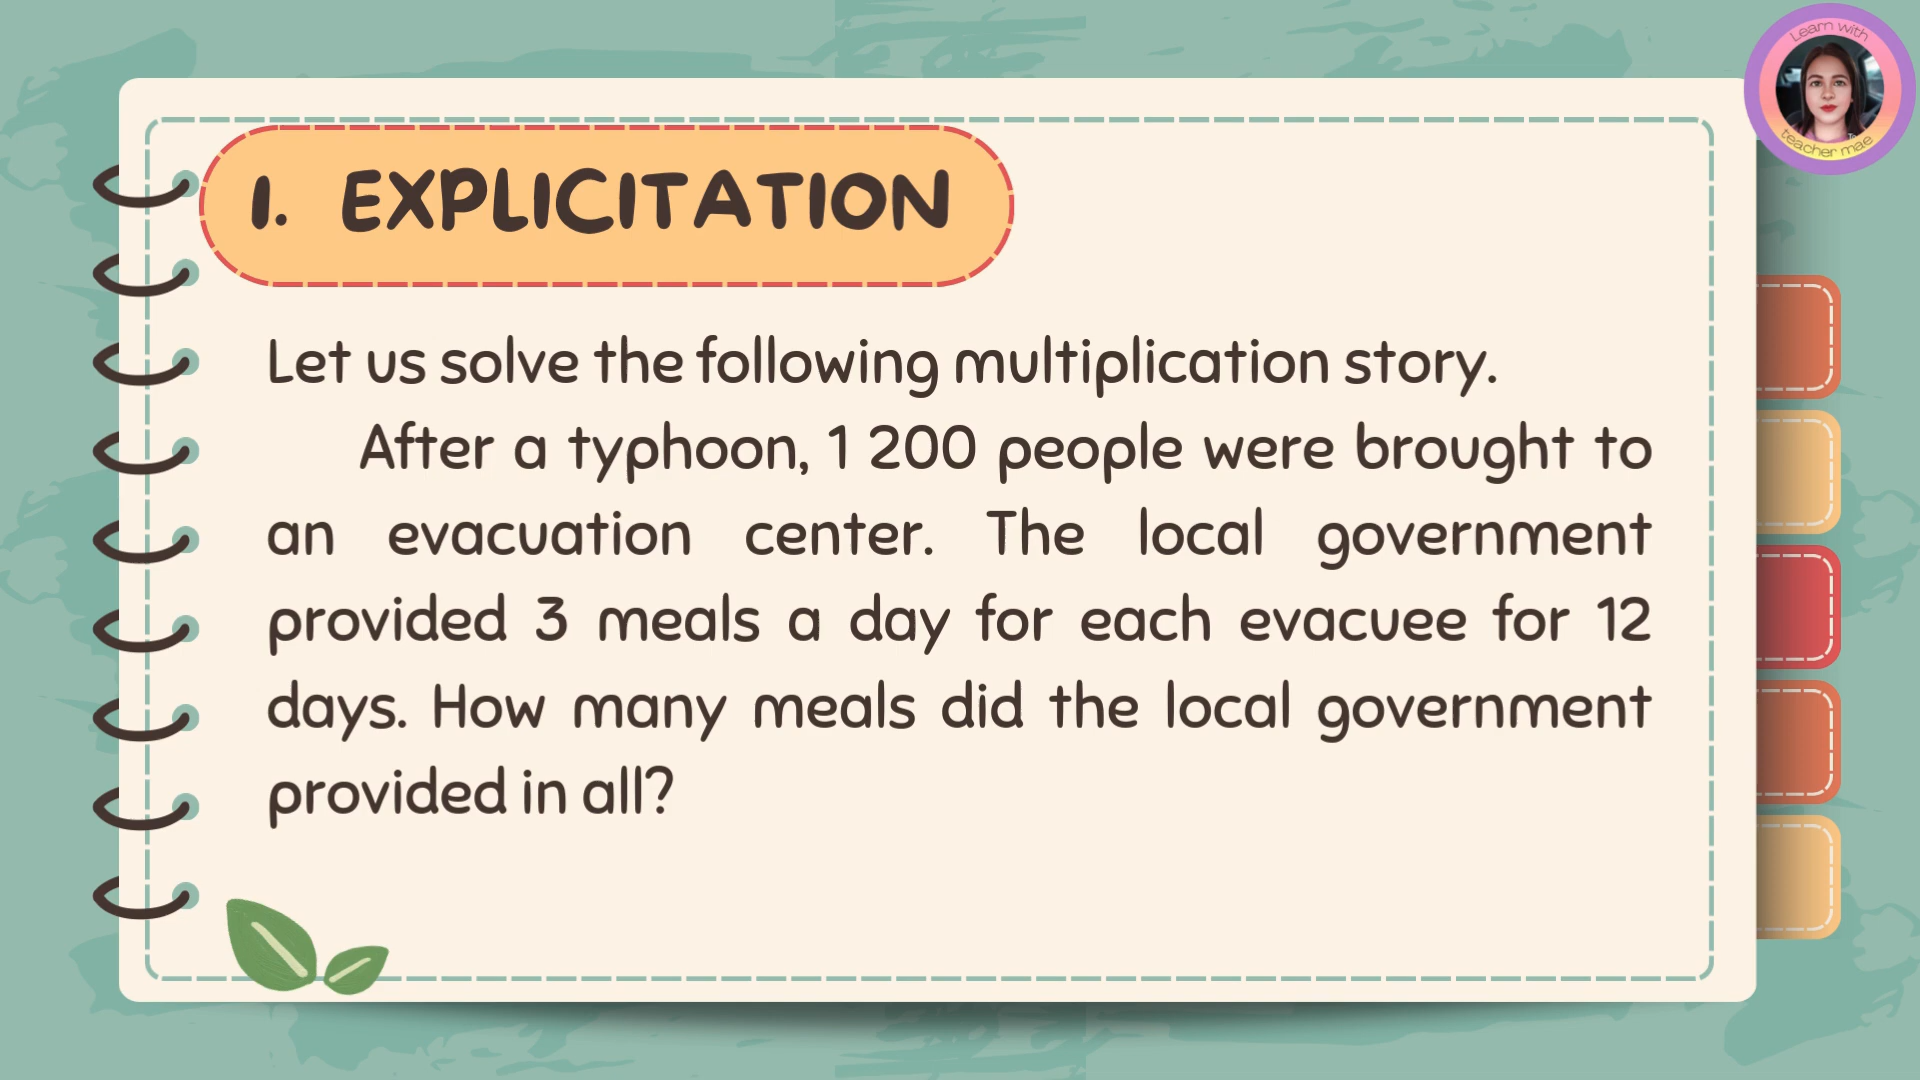 Learn with
teacher mae
1. EXPLICITATION
Let us solve the following multiplication story.
After a typhoon, 1 200 people were brought to
an evacuation center. The local government
provided 3 meals a day for each evacuee for 12
days. How many meals did the local government
provided in all?